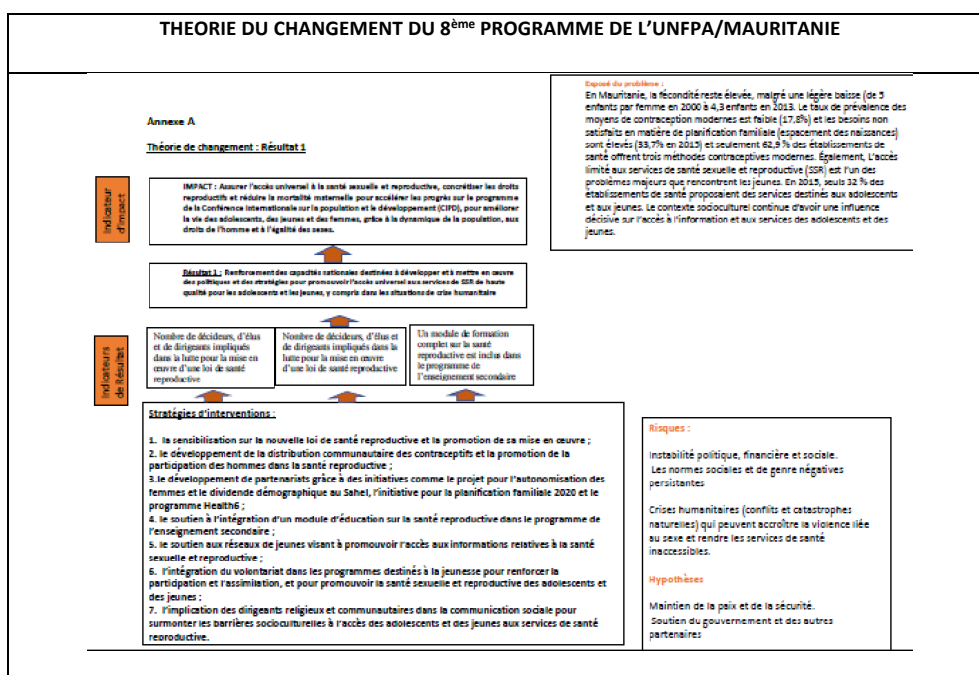 THEORIE DU CHANGEMENT DU 8ème PROGRAMME DE L'UNFPA/MAURITANIE
Exposé du problème :
En Mauritanie, la fécondité reste élevée, malgré une légère baisse (de 5
enfants par femme en 2000 à 4,3 enfants en 2013. Le taux de prévalence des
moyens de contraception modernes est faible (17,8%) et les besoins non
satisfaits en matière de planification familiale (espacement des naissances)
sont élevés (33,7% en 2015) et seulement 62,9 % des établissements de
santé offrent trois méthodes contraceptives modernes. Également, L'accès
limité aux services de santé sexuelle et reproductive (SSR) est l'un des
problèmes majeurs que rencontrent les jeunes. En 2015, seuls 32 % des
établissements de santé proposaient des services destinés aux adolescents
et aux jeunes. Le contexte socioculturel continue d'avoir une influence
décisive sur l'accès à l'information et aux services des adolescents et des
jeunes.
Annexe A
Théorie de changement : Résultat 1
Indicateur
d'impact
IMPACT : Assurer l'accès universel à la santé sexuelle et reproductive, concrétiser les droits
reproductifs et réduire la mortalité maternelle pour accélérer les progrès sur le programme
de la Conférence internationale sur la population et le développement (CIPD), pour améliorer
la vie des adolescents, des jeunes et des femmes, grâce à la dynamique de la population, aux
droits de l'homme et à l'égalité des sexes.
Résultat 1 : Renforcement des capacités nationales destinées à développer et à mettre en œuvre
des politiques et des stratégies pour promouvoir l'accès universel aux services de SSR de haute
qualité pour les adolescents et les jeunes, y compris dans les situations de crise humanitaire
Indicateurs
de Résultat
Nombre de décideurs, d'élus
et de dirigeants impliqués
dans la lutte pour la mise en
œuvre d'une loi de santé
reproductive
Nombre de décideurs, d'élus et
de dirigeants impliqués dans la
lutte pour la mise en œuvre
d'une loi de santé reproductive
Un module de formation
complet sur la santé
reproductive est inclus dans
le programme de
l'enseignement secondaire
Stratégies d'interventions :
1. la sensibilisation sur la nouvelle loi de santé reproductive et la promotion de sa mise en œuvre ;
2. le développement de la distribution communautaire des contraceptifs et la promotion de la
participation des hommes dans la santé reproductive ;
3.le développement de partenariats grâce à des initiatives comme le projet pour l'autonomisation des
femmes et le dividende démographique au Sahel, l'initiative pour la planification familiale 2020 et le
programme Health6 ;
4. le soutien à l'intégration d'un module d'éducation sur la santé reproductive dans le programme de
l'enseignement secondaire ;
5. le soutien aux réseaux de jeunes visant à promouvoir l'accès aux informations relatives à la santé
sexuelle et reproductive ;
6. l'intégration du volontariat dans les programmes destinés à la jeunesse pour renforcer la
participation et l'assimilation, et pour promouvoir la santé sexuelle et reproductive des adolescents et
des jeunes ;
7. l'implication des dirigeants religieux et communautaires dans la communication sociale pour
surmonter les barrières socioculturelles à l'accès des adolescents et des jeunes aux services de santé
reproductive.
Risques :
Instabilité politique, financière et sociale.
Les normes sociales et de genre négatives
persistantes
Crises humanitaires (conflits et catastrophes
naturelles) qui peuvent accroître la violence liée
au sexe et rendre les services de santé
inaccessibles.
Hypothèses
Maintien de la paix et de la sécurité.
Soutien du gouvernement et des autres
partenaires